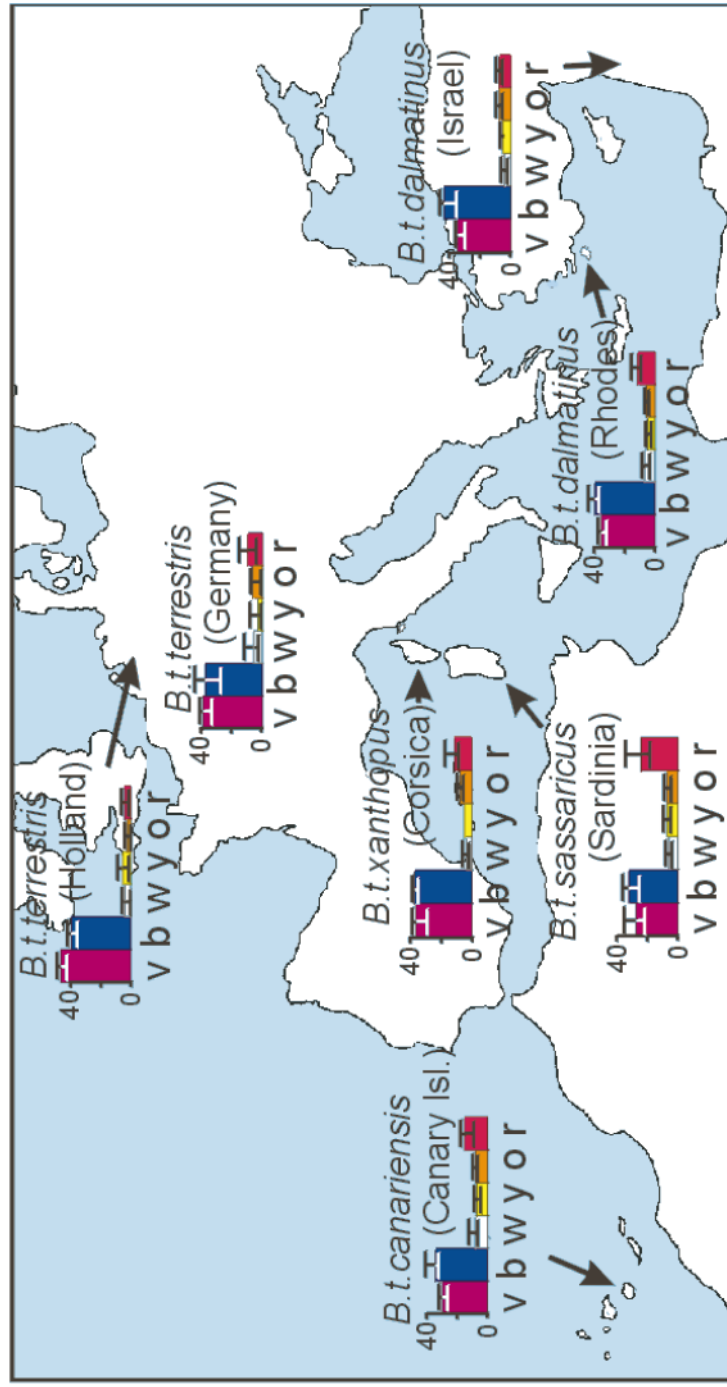 B.t.terrestris
(Holland)
40
0
v b w y o r
B.t.terrestris
(Germany)
40
0
v b w y o r
B.t.dalmatinus
(Israel)
40
0
v b w y o r
B.t.canariensis
(Canary Isl.)
40
0
v b w y o r
B.t.xanthopus
(Corsica)
40
0
v b w y o r
B.t.sassaricus
(Sardinia)
40
0
v b w y o r
B.t.dalmatinus
(Rhodes)
40
0
v b w y o r